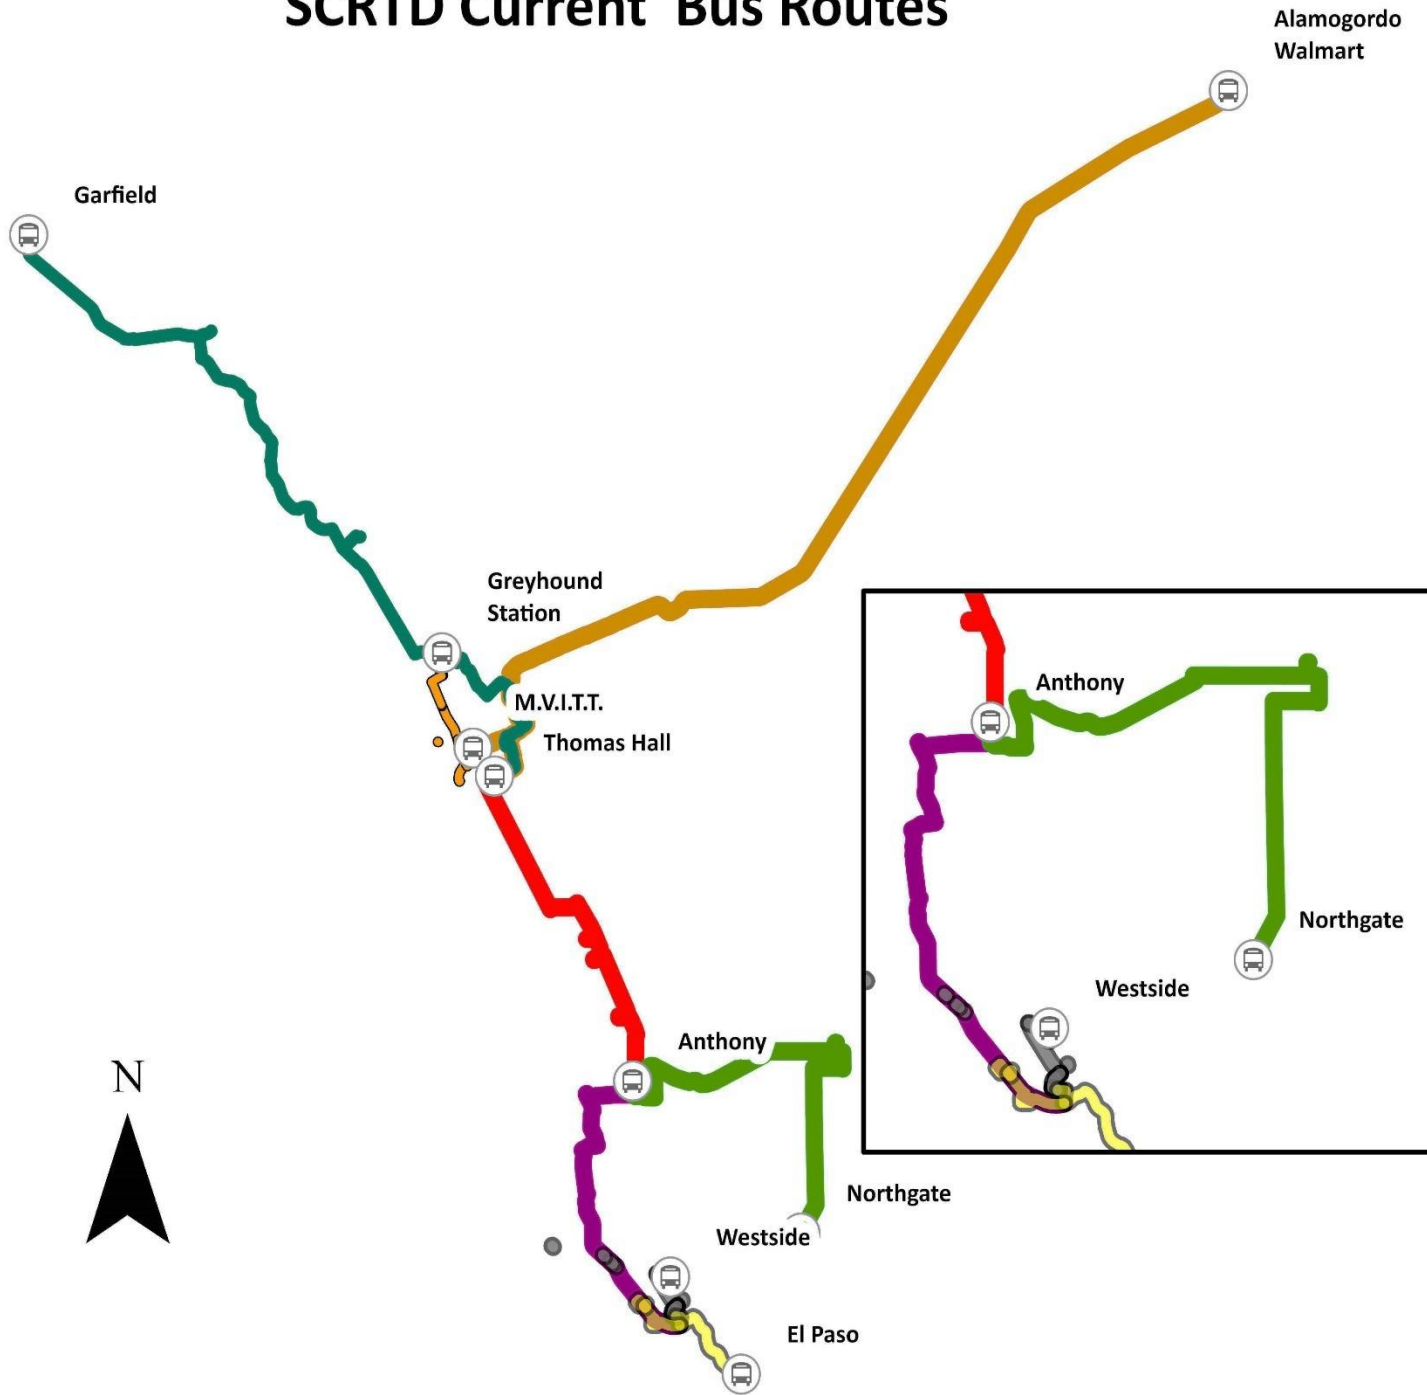 SCRTD Current  Bus Routes
Alamogordo
Walmart
Garfield
Greyhound
Station
M.V.I.T.T.
Thomas Hall
Anthony
Northgate
Westside
N
Anthony
Northgate
Westside
El Paso